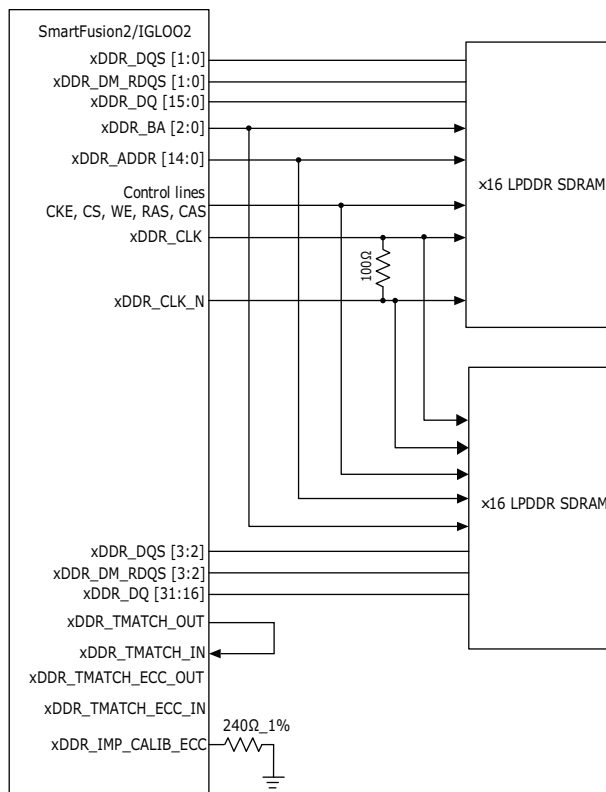 SmartFusion2/IGLOO2
xDDR_DQS [1:0]
xDDR_DM_RDQS [1:0]
xDDR_DQ [15:0]
xDDR_BA [2:0]
xDDR_ADDR [14:0]
Control lines
CKE, CS, WE, RAS, CAS
xDDR_CLK
100Ω
xDDR_CLK_N
×16 LPDDR SDRAM
×16 LPDDR SDRAM
xDDR_DQS [3:2]
xDDR_DM_RDQS [3:2]
xDDR_DQ [31:16]
xDDR_TMATCH_OUT
xDDR_TMATCH_IN
xDDR_TMATCH_ECC_OUT
xDDR_TMATCH_ECC_IN
xDDR_IMP_CALIB_ECC
240Ω_1%